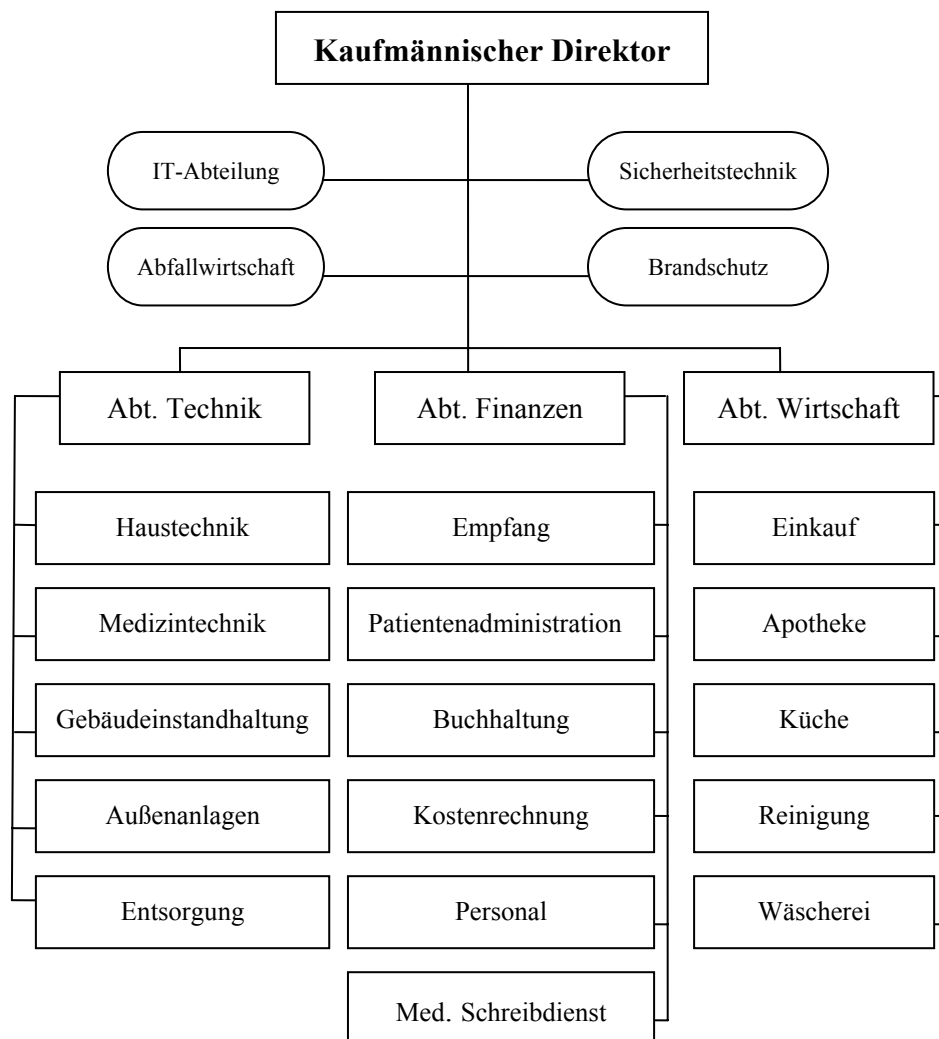 Kaufmännischer Direktor
IT-Abteilung
Sicherheitstechnik
Abfallwirtschaft
Brandschutz
Abt. Technik
Abt. Finanzen
Abt. Wirtschaft
Haustechnik
Empfang
Einkauf
Medizintechnik
Patientenadministration
Apotheke
Gebäudeinstandhaltung
Buchhaltung
Küche
Außenanlagen
Kostenrechnung
Reinigung
Entsorgung
Personal
Wäscherei
Med. Schreibdienst